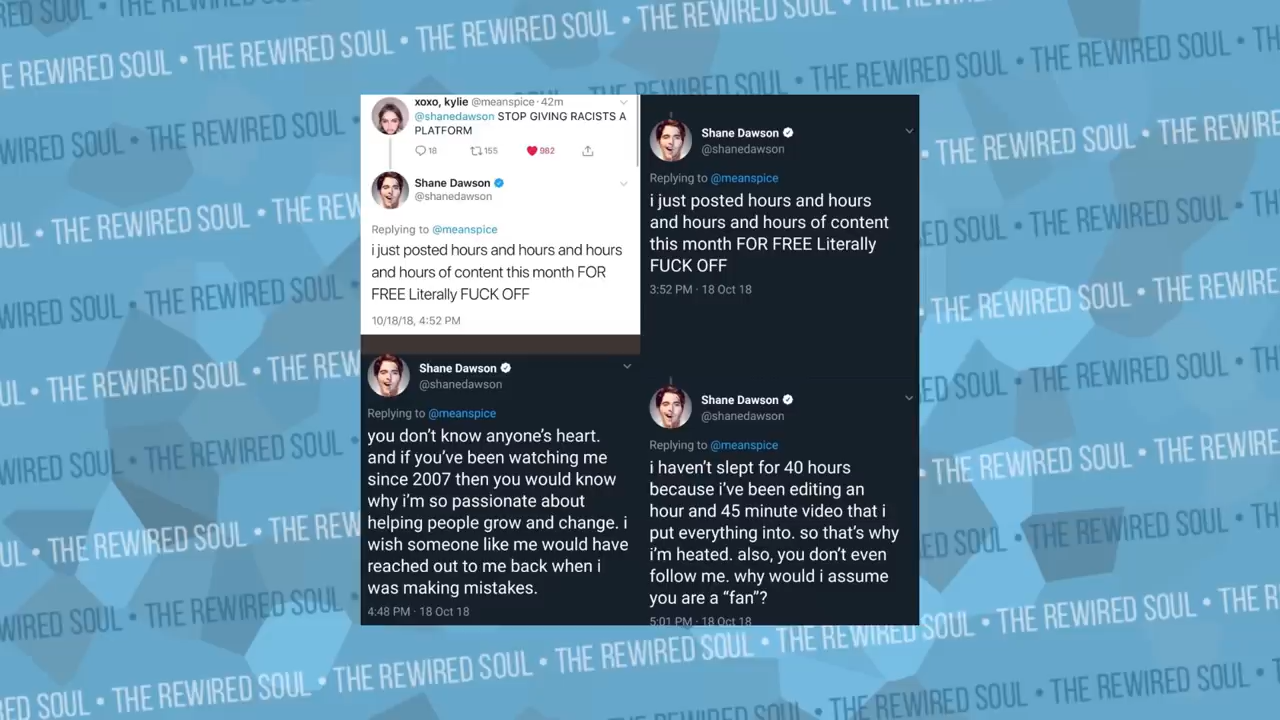 THE REWIRED SOUL • THE REWIRED SOUL • THE REWIRED SOUL
xoxo, kylie @meanspice · 42m
@shanedawson STOP GIVING RACISTS A
PLATFORM
18 155 982
Shane Dawson
@shanedawson
Replying to @meanspice
i just posted hours and hours and hours
and hours of content this month FOR
FREE Literally FUCK OFF
10/18/18, 4:52 PM
Shane Dawson
@shanedawson
Replying to @meanspice
i just posted hours and hours
and hours and hours of content
this month FOR FREE Literally
FUCK OFF
3:52 PM · 18 Oct 18
Shane Dawson
@shanedawson
Replying to @meanspice
you don't know anyone's heart.
and if you've been watching me
since 2007 then you would know
why i'm so passionate about
helping people grow and change. i
wish someone like me would have
reached out to me back when i
was making mistakes.
4:48 PM · 18 Oct 18
Shane Dawson
@shanedawson
Replying to @meanspice
i haven't slept for 40 hours
because i've been editing an
hour and 45 minute video that i
put everything into. so that's why
i'm heated. also, you don't even
follow me. why would i assume
you are a "fan"?
5:01 PM · 18 Oct 18